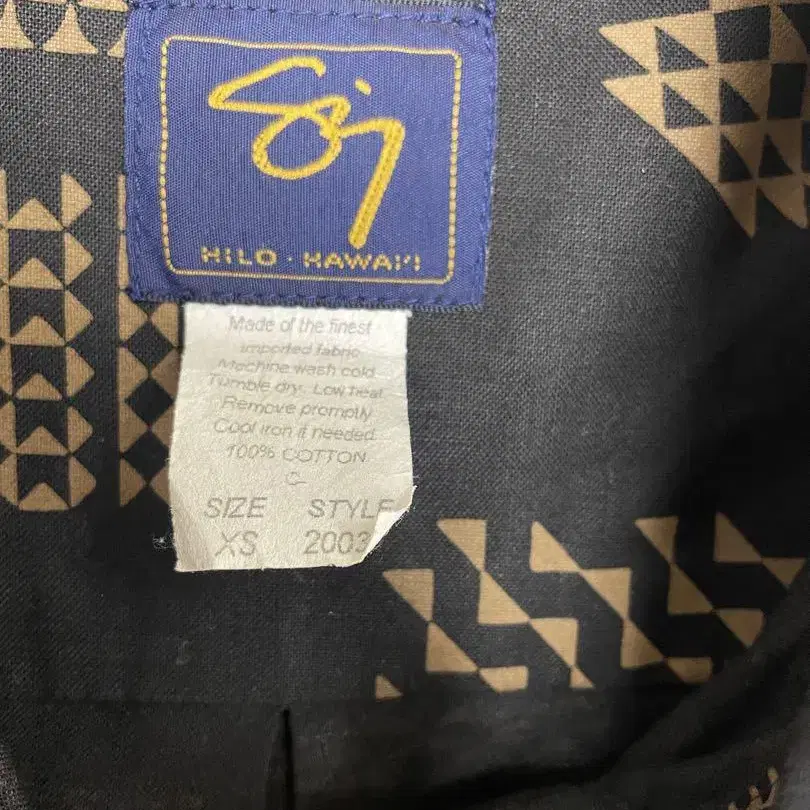 Sig
HILO · HAWAI'I
Made of the finest
imported fabric
Machine wash cold
Tumble dry. Low heat
Remove promptly
Cool iron if needed
100% COTTON
SIZE STYLE
XS 2003